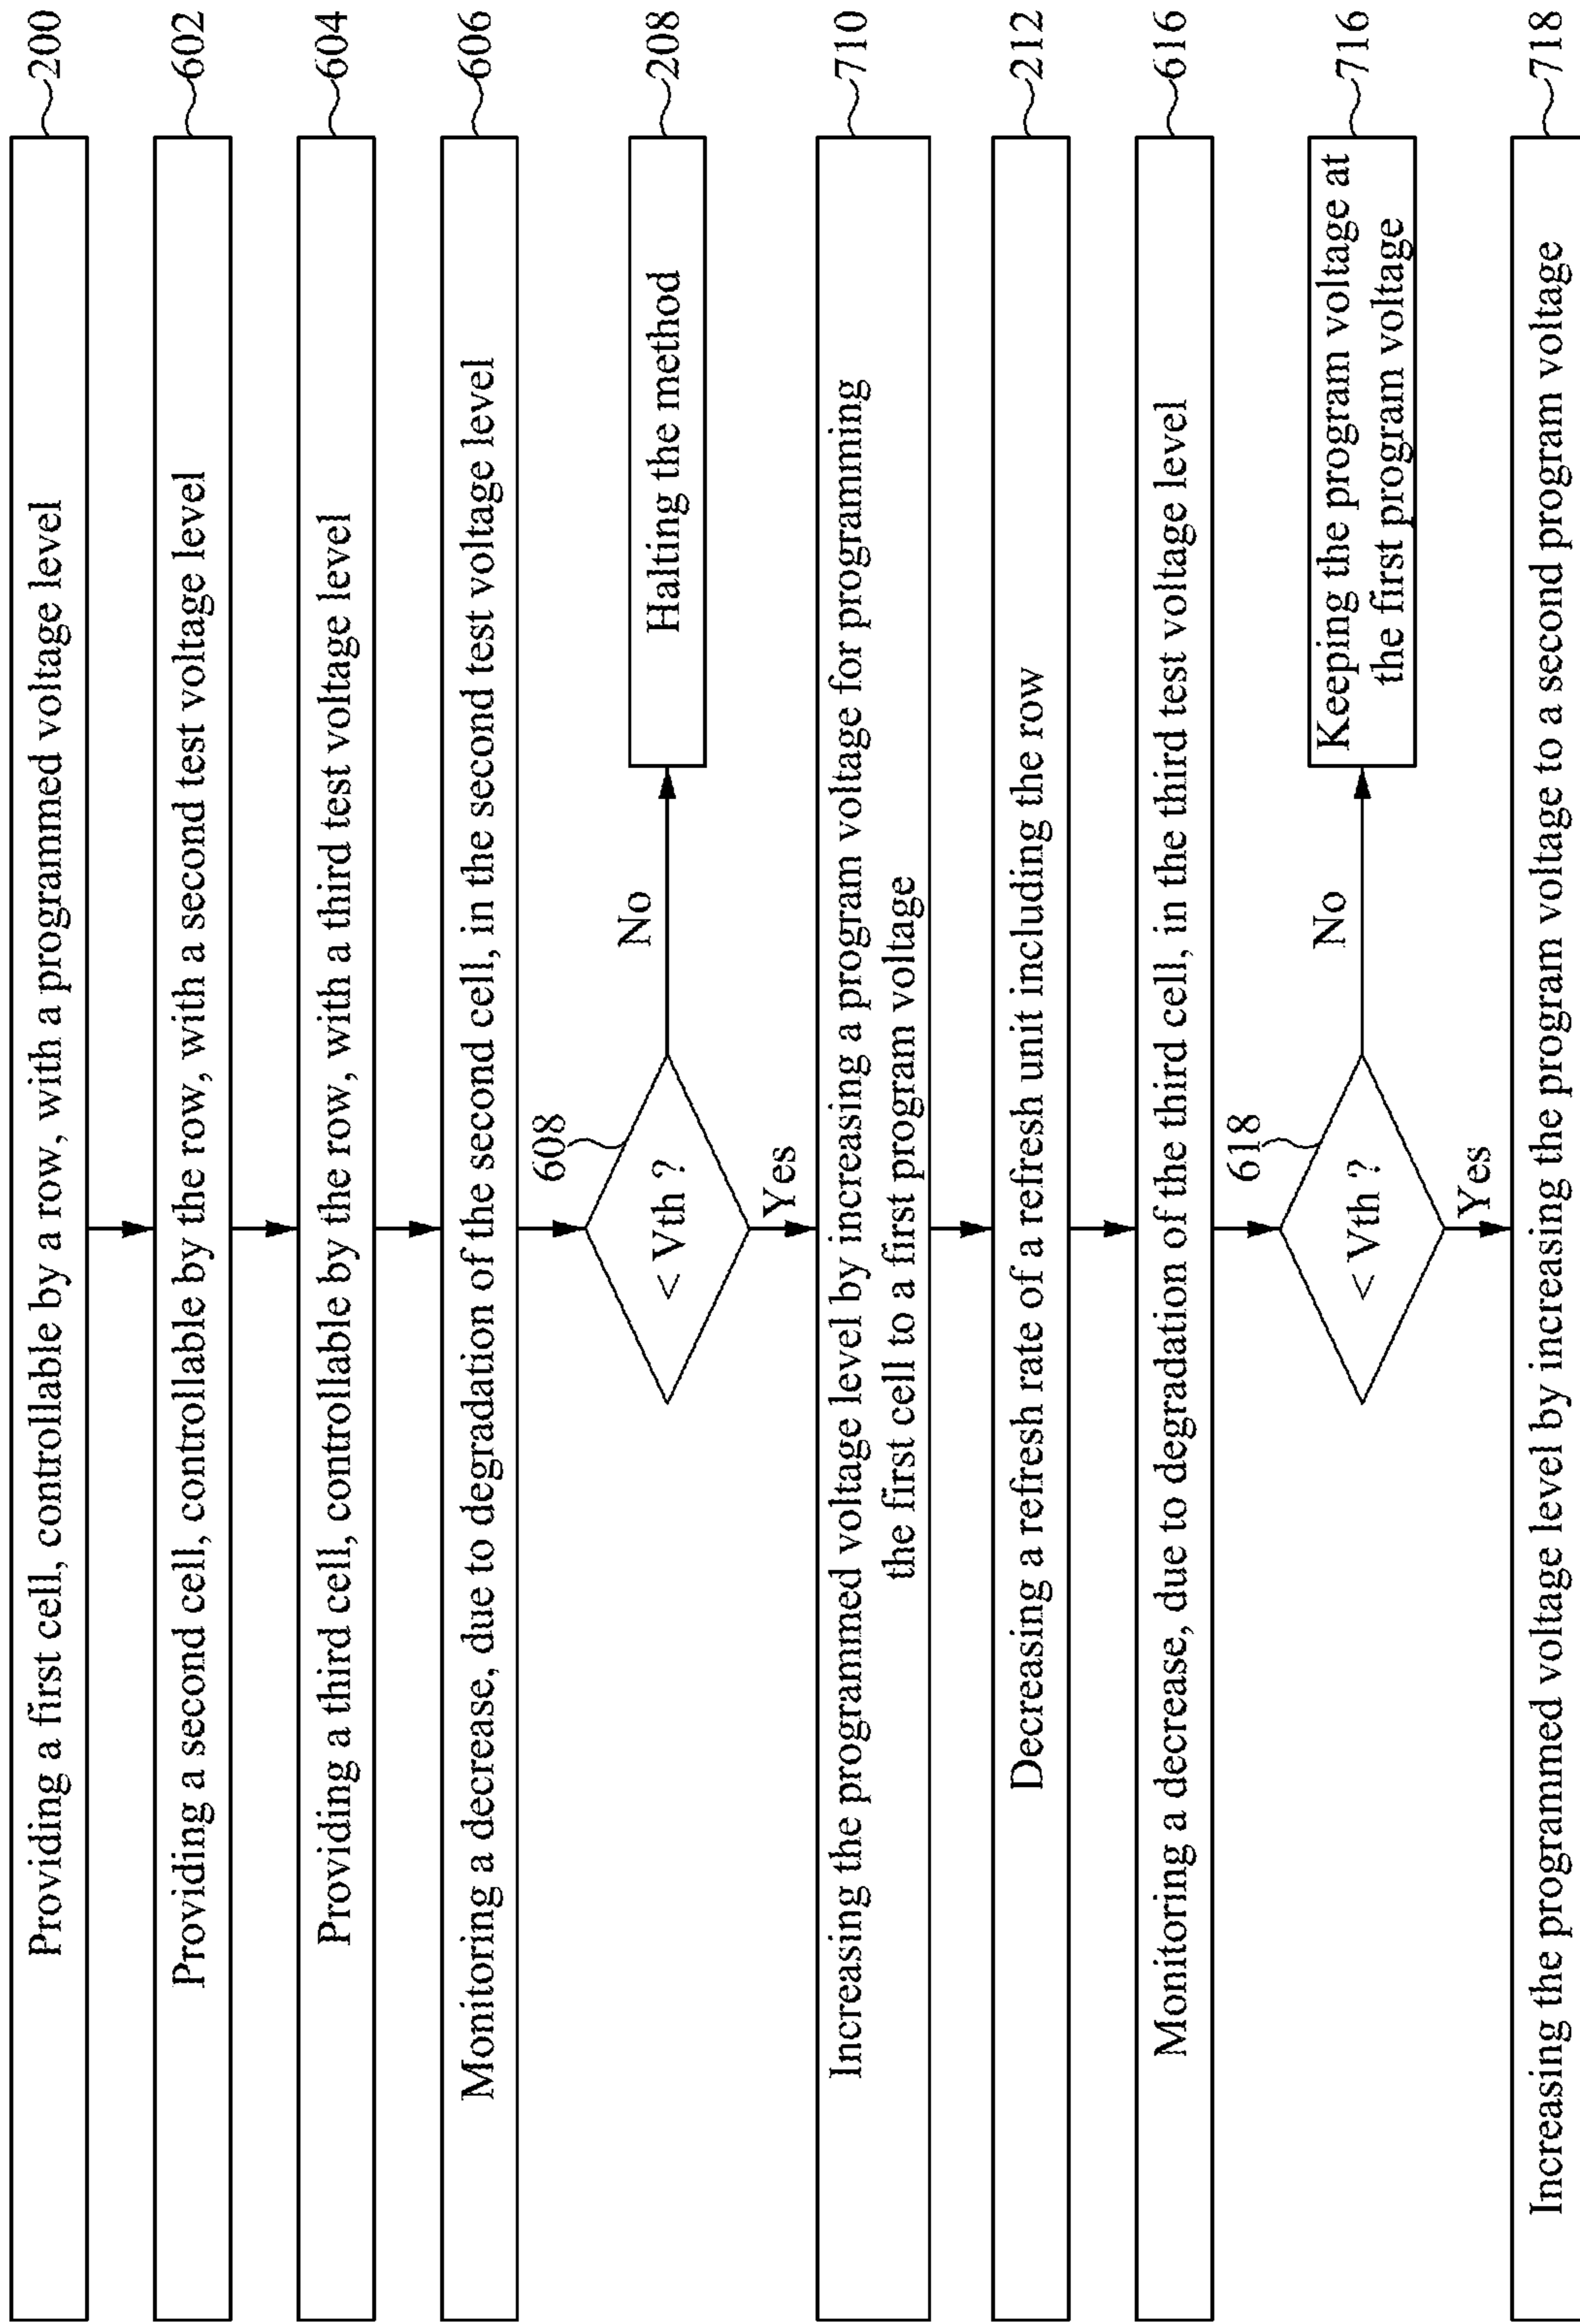 Providing a first cell, controllable by a row, with a programmed voltage level
200
Providing a second cell, controllable by the row, with a second test voltage level
602
Providing a third cell, controllable by the row, with a third test voltage level
604
Monitoring a decrease, due to degradation of the second cell, in the second test voltage level
606
608
< Vth ?
No
Halting the method
208
Yes
Increasing the programmed voltage level by increasing a program voltage for programming
the first cell to a first program voltage
710
Decreasing a refresh rate of a refresh unit including the row
212
Monitoring a decrease, due to degradation of the third cell, in the third test voltage level
616
618
< Vth ?
No
Keeping the program voltage at
the first program voltage
716
Yes
Increasing the programmed voltage level by increasing the program voltage to a second program voltage
718